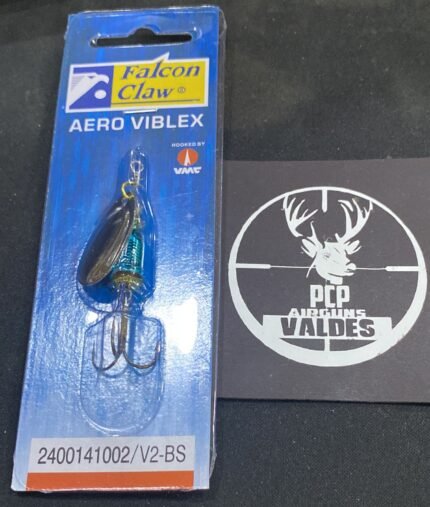 Falcon
Claw®
AERO VIBLEX
HOOKED BY
VMC
2400141002/V2-BS
PCP
AIRGUNS
VALDES